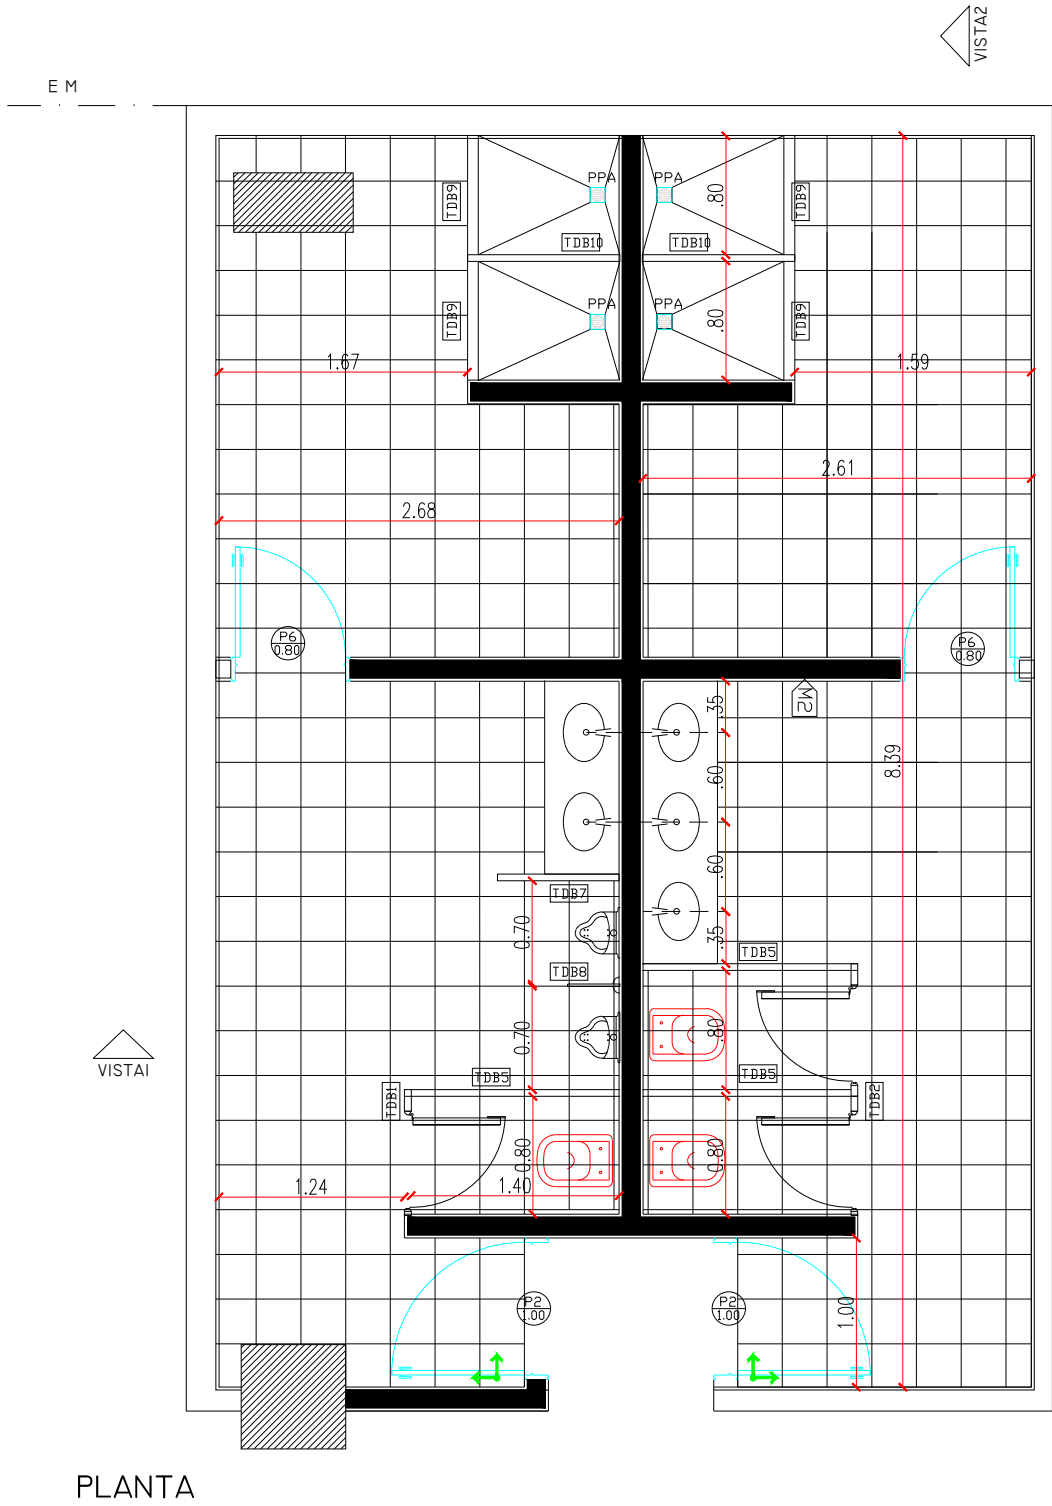 VISTA2
E M
PPA
PPA
.80
TDB9
TDB9
TDB10
TDB10
PPA
PPA
.80
TDB9
TDB9
1.67
1.59
2.61
2.68
P6
0.80
P6
0.80
M2
.35
8.39
.60
.60
TDB7
0.70
.35
TDB5
TDB8
0.70
.80
VISTA1
TDB5
TDB5
TDB1
TDB2
0.80
0.80
1.24
1.40
P2
1.00
P2
1.00
1.00
PLANTA